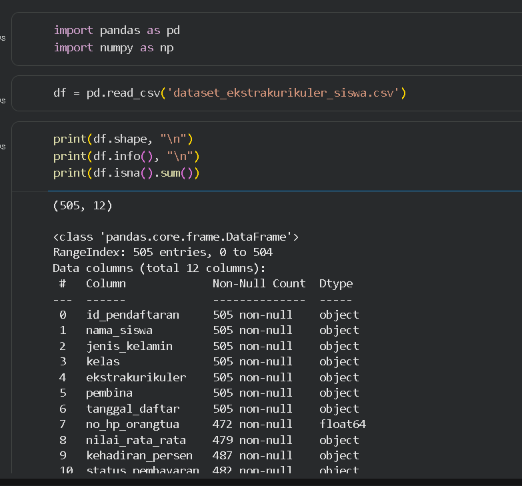 import pandas as pd
import numpy as np
df = pd.read_csv('dataset_ekstrakurikuler_siswa.csv')
print(df.shape, "\n")
print(df.info(), "\n")
print(df.isna().sum())
(505, 12)
<class 'pandas.core.frame.DataFrame'>
RangeIndex: 505 entries, 0 to 504
Data columns (total 12 columns):
 #   Column            Non-Null Count  Dtype
---  ------            --------------  -----
 0   id_pendaftaran    505 non-null    object
 1   nama_siswa        505 non-null    object
 2   jenis_kelamin     505 non-null    object
 3   kelas             505 non-null    object
 4   ekstrakurikuler   505 non-null    object
 5   pembina           505 non-null    object
 6   tanggal_daftar    505 non-null    object
 7   no_hp_orangtua    472 non-null    float64
 8   nilai_rata_rata   479 non-null    object
 9   kehadiran_persen  487 non-null    object
 10  status_pembayaran 482 non-null    object